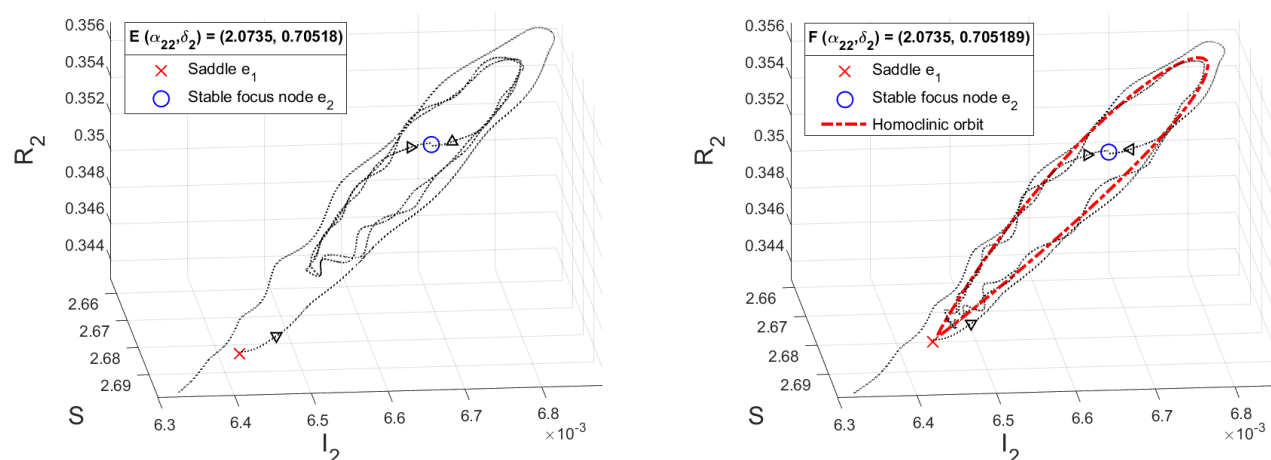 E (α₂₂,δ₂) = (2.0735, 0.70518)
Saddle e₁
Stable focus node e₂
0.356
0.354
0.352
0.35
0.348
0.346
0.344
R₂
2.66
2.67
2.68
2.69
S
6.3
6.4
6.5
6.6
6.7
6.8
×10⁻³
I₂
F (α₂₂,δ₂) = (2.0735, 0.705189)
Saddle e₁
Stable focus node e₂
Homoclinic orbit
0.356
0.354
0.352
0.35
0.348
0.346
0.344
R₂
2.66
2.67
2.68
2.69
S
6.3
6.4
6.5
6.6
6.7
6.8
×10⁻³
I₂